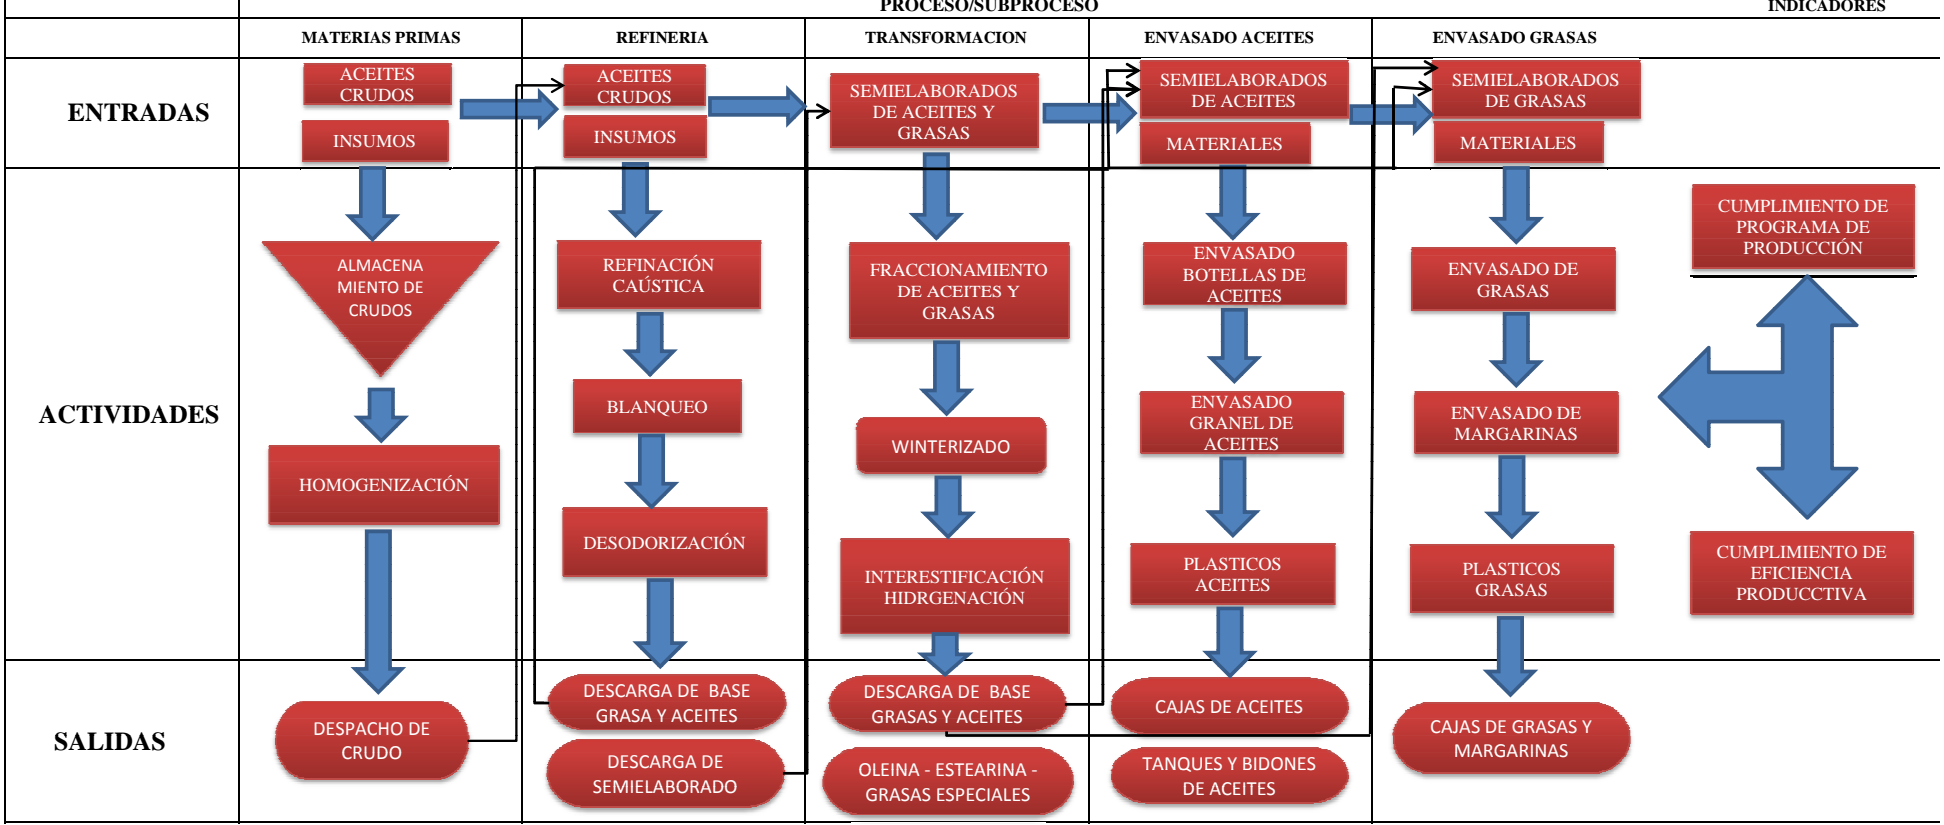 PROCESO/SUBPROCESO
INDICADORES
MATERIAS PRIMAS
REFINERIA
TRANSFORMACION
ENVASADO ACEITES
ENVASADO GRASAS
ENTRADAS
ACEITES
CRUDOS
INSUMOS
ACEITES
CRUDOS
INSUMOS
SEMIELABORADOS
DE ACEITES Y
GRASAS
SEMIELABORADOS
DE ACEITES
MATERIALES
SEMIELABORADOS
DE GRASAS
MATERIALES
ACTIVIDADES
ALMACENA
MIENTO DE
CRUDOS
HOMOGENIZACIÓN
REFINACIÓN
CAÚSTICA
BLANQUEO
DESODORIZACIÓN
FRACCIONAMIENTO
DE ACEITES Y
GRASAS
WINTERIZADO
INTERESTIFICACIÓN
HIDRGENACIÓN
ENVASADO
BOTELLAS DE
ACEITES
ENVASADO
GRANEL DE
ACEITES
PLASTICOS
ACEITES
ENVASADO DE
GRASAS
ENVASADO DE
MARGARINAS
PLASTICOS
GRASAS
CUMPLIMIENTO DE
PROGRAMA DE
PRODUCCIÓN
CUMPLIMIENTO DE
EFICIENCIA
PRODUCCTIVA
SALIDAS
DESPACHO DE
CRUDO
DESCARGA DE BASE
GRASA Y ACEITES
DESCARGA DE
SEMIELABORADO
DESCARGA DE BASE
GRASAS Y ACEITES
OLEINA - ESTEARINA -
GRASAS ESPECIALES
CAJAS DE ACEITES
TANQUES Y BIDONES
DE ACEITES
CAJAS DE GRASAS Y
MARGARINAS